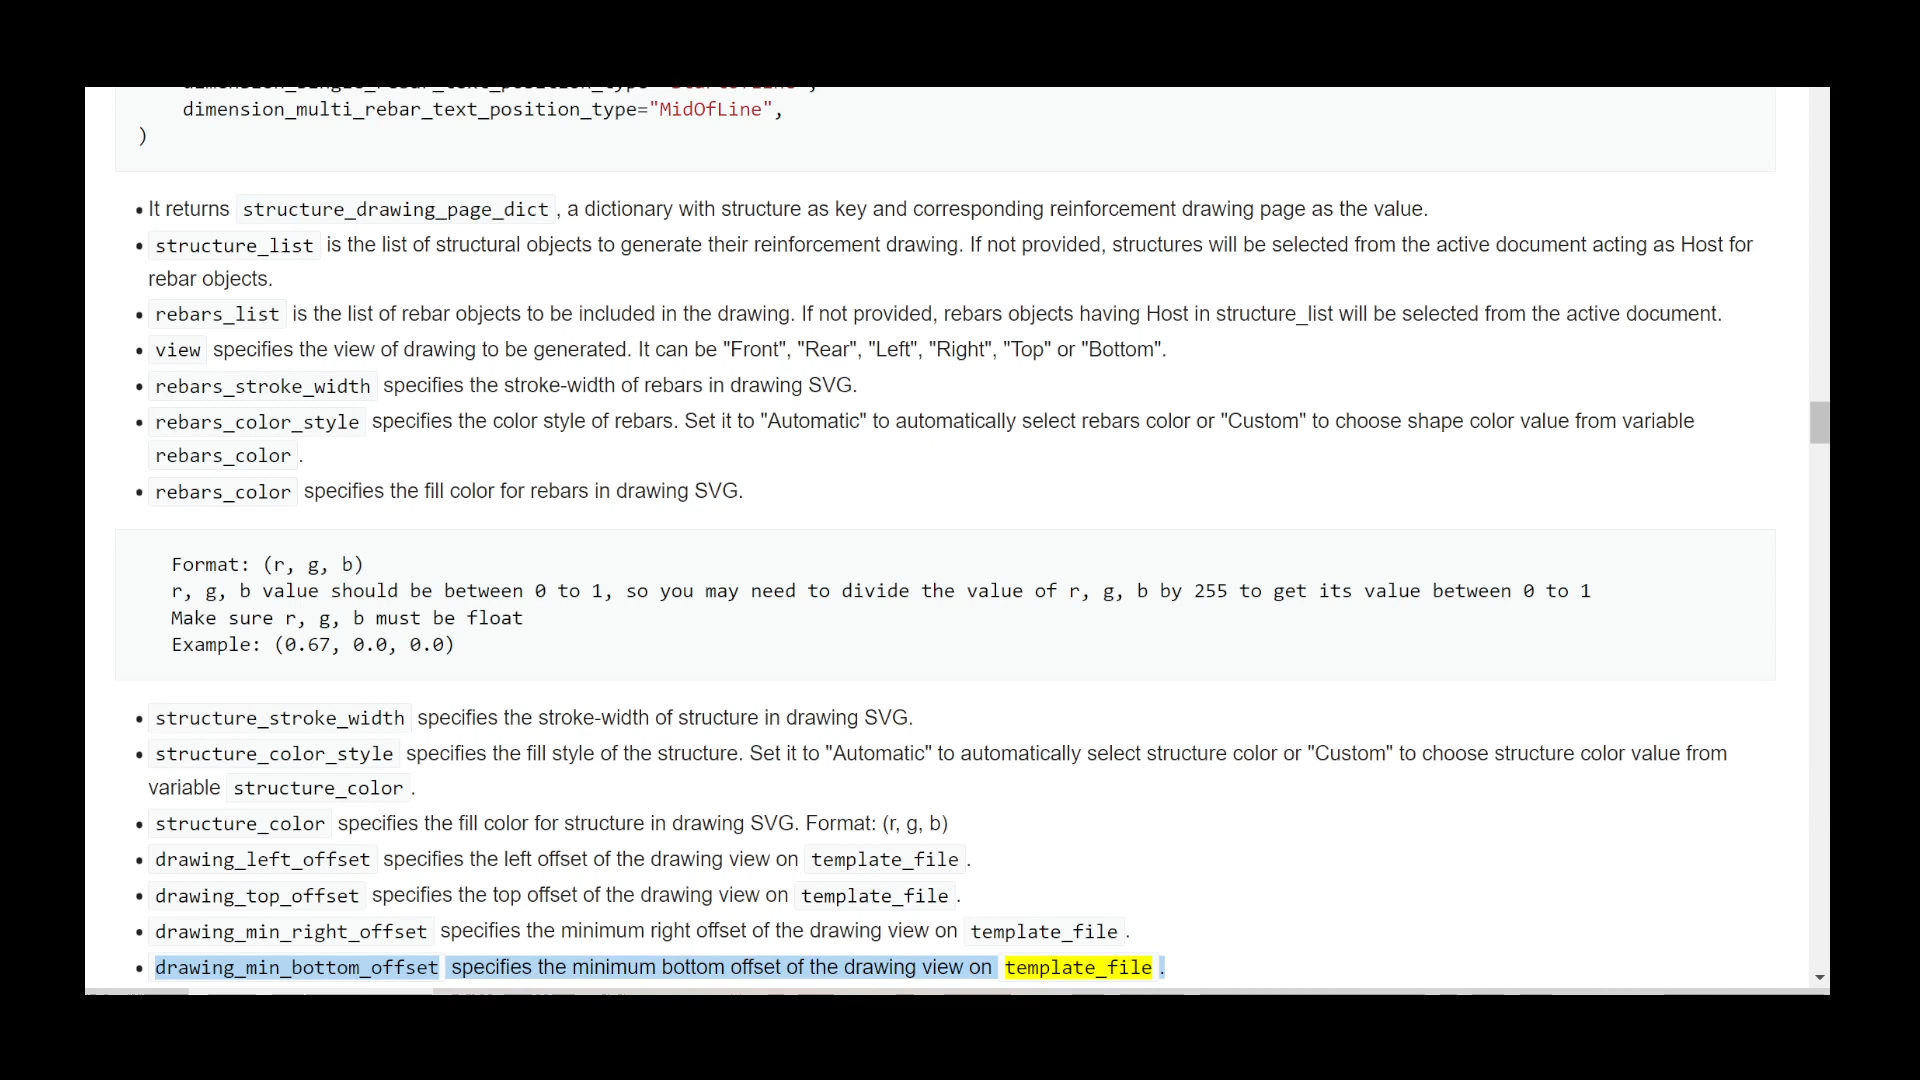 dimension_multi_rebar_text_position_type="MidOfLine",
)
It returns structure_drawing_page_dict , a dictionary with structure as key and corresponding reinforcement drawing page as the value.
structure_list is the list of structural objects to generate their reinforcement drawing. If not provided, structures will be selected from the active document acting as Host for
rebar objects.
rebars_list is the list of rebar objects to be included in the drawing. If not provided, rebars objects having Host in structure_list will be selected from the active document.
view specifies the view of drawing to be generated. It can be "Front", "Rear", "Left", "Right", "Top" or "Bottom".
rebars_stroke_width specifies the stroke-width of rebars in drawing SVG.
rebars_color_style specifies the color style of rebars. Set it to "Automatic" to automatically select rebars color or "Custom" to choose shape color value from variable
rebars_color .
rebars_color specifies the fill color for rebars in drawing SVG.
Format: (r, g, b)
r, g, b value should be between 0 to 1, so you may need to divide the value of r, g, b by 255 to get its value between 0 to 1
Make sure r, g, b must be float
Example: (0.67, 0.0, 0.0)
structure_stroke_width specifies the stroke-width of structure in drawing SVG.
structure_color_style specifies the fill style of the structure. Set it to "Automatic" to automatically select structure color or "Custom" to choose structure color value from
variable structure_color .
structure_color specifies the fill color for structure in drawing SVG. Format: (r, g, b)
drawing_left_offset specifies the left offset of the drawing view on template_file .
drawing_top_offset specifies the top offset of the drawing view on template_file .
drawing_min_right_offset specifies the minimum right offset of the drawing view on template_file .
drawing_min_bottom_offset specifies the minimum bottom offset of the drawing view on template_file .